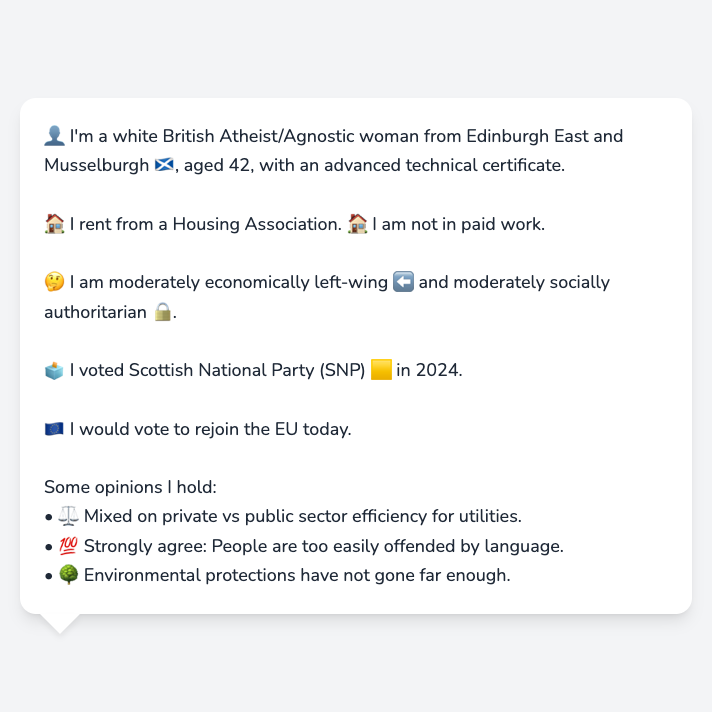 👤 I'm a white British Atheist/Agnostic woman from Edinburgh East and
Musselburgh 🏴󠁧󠁢󠁳󠁣󠁴󠁿, aged 42, with an advanced technical certificate.
🏠 I rent from a Housing Association. 🏠 I am not in paid work.
🤔 I am moderately economically left-wing ⬅️ and moderately socially
authoritarian 🔒.
🗳️ I voted Scottish National Party (SNP) 🟨 in 2024.
🇪🇺 I would vote to rejoin the EU today.
Some opinions I hold:
• ⚖️ Mixed on private vs public sector efficiency for utilities.
• 💯 Strongly agree: People are too easily offended by language.
• 🌳 Environmental protections have not gone far enough.